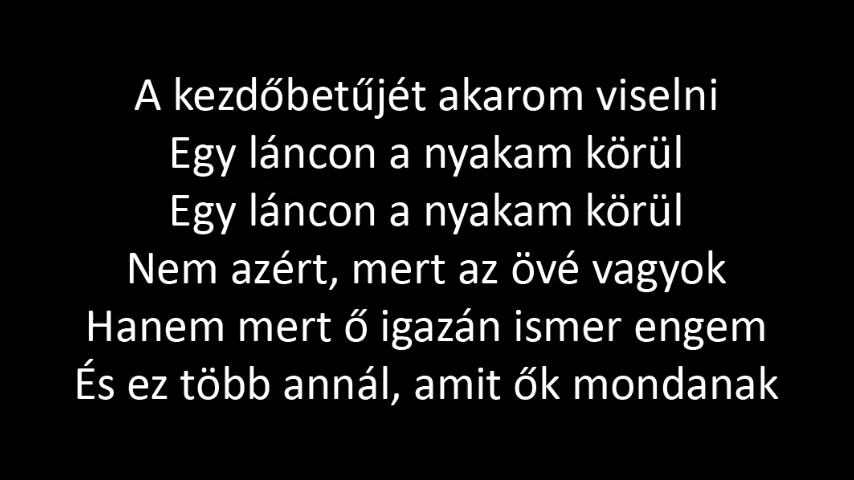 A kezdőbetűjét akarom viselni
Egy láncon a nyakam körül
Egy láncon a nyakam körül
Nem azért, mert az övé vagyok
Hanem mert ő igazán ismer engem
És ez több annál, amit ők mondanak